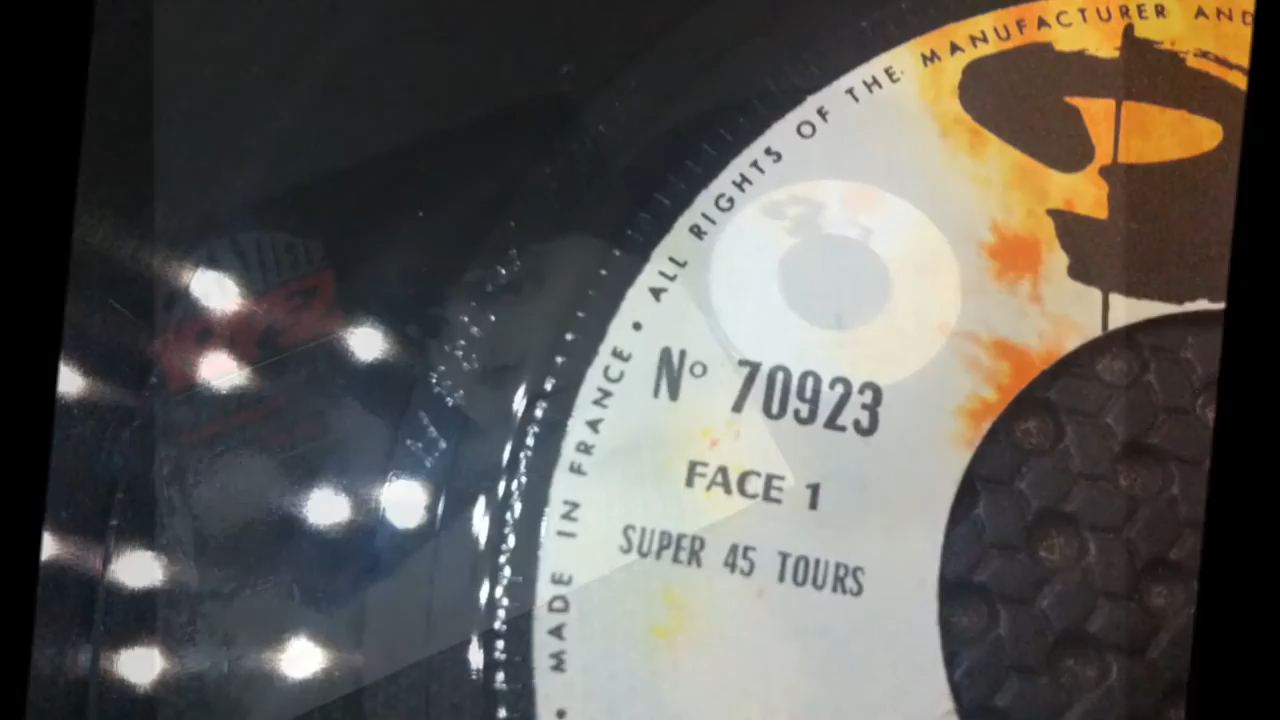 MADE IN FRANCE • ALL RIGHTS OF THE MANUFACTURER AND
N° 70923
FACE 1
SUPER 45 TOURS